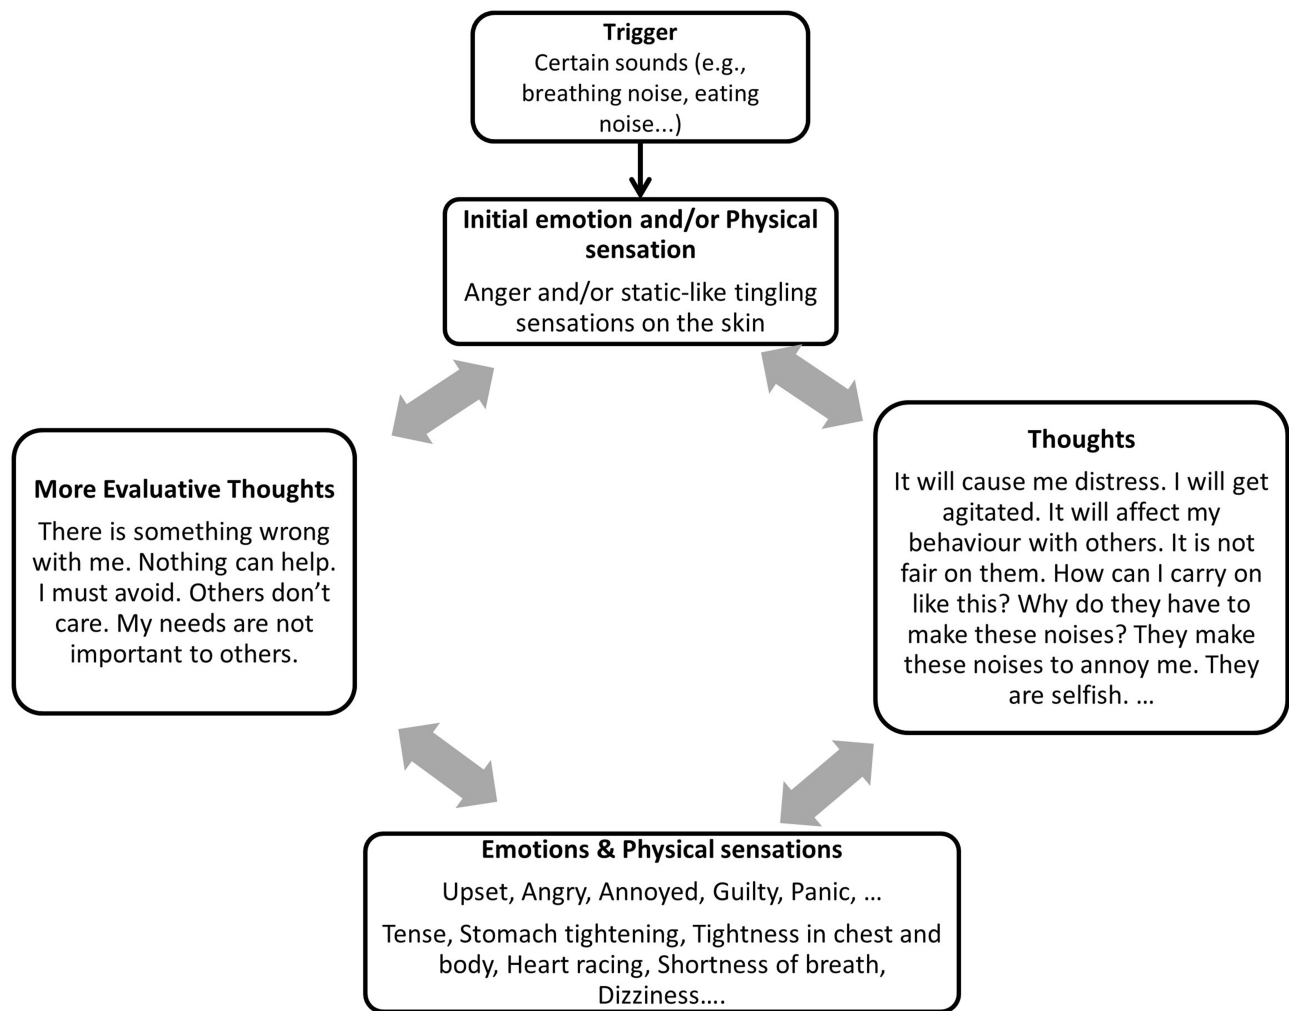 Trigger
Certain sounds (e.g.,
breathing noise, eating
noise...)
Initial emotion and/or Physical
sensation
Anger and/or static-like tingling
sensations on the skin
Thoughts
It will cause me distress. I will get
agitated. It will affect my
behaviour with others. It is not
fair on them. How can I carry on
like this? Why do they have to
make these noises? They make
these noises to annoy me. They
are selfish. ...
More Evaluative Thoughts
There is something wrong
with me. Nothing can help.
I must avoid. Others don’t
care. My needs are not
important to others.
Emotions & Physical sensations
Upset, Angry, Annoyed, Guilty, Panic, ...
Tense, Stomach tightening, Tightness in chest and
body, Heart racing, Shortness of breath,
Dizziness....